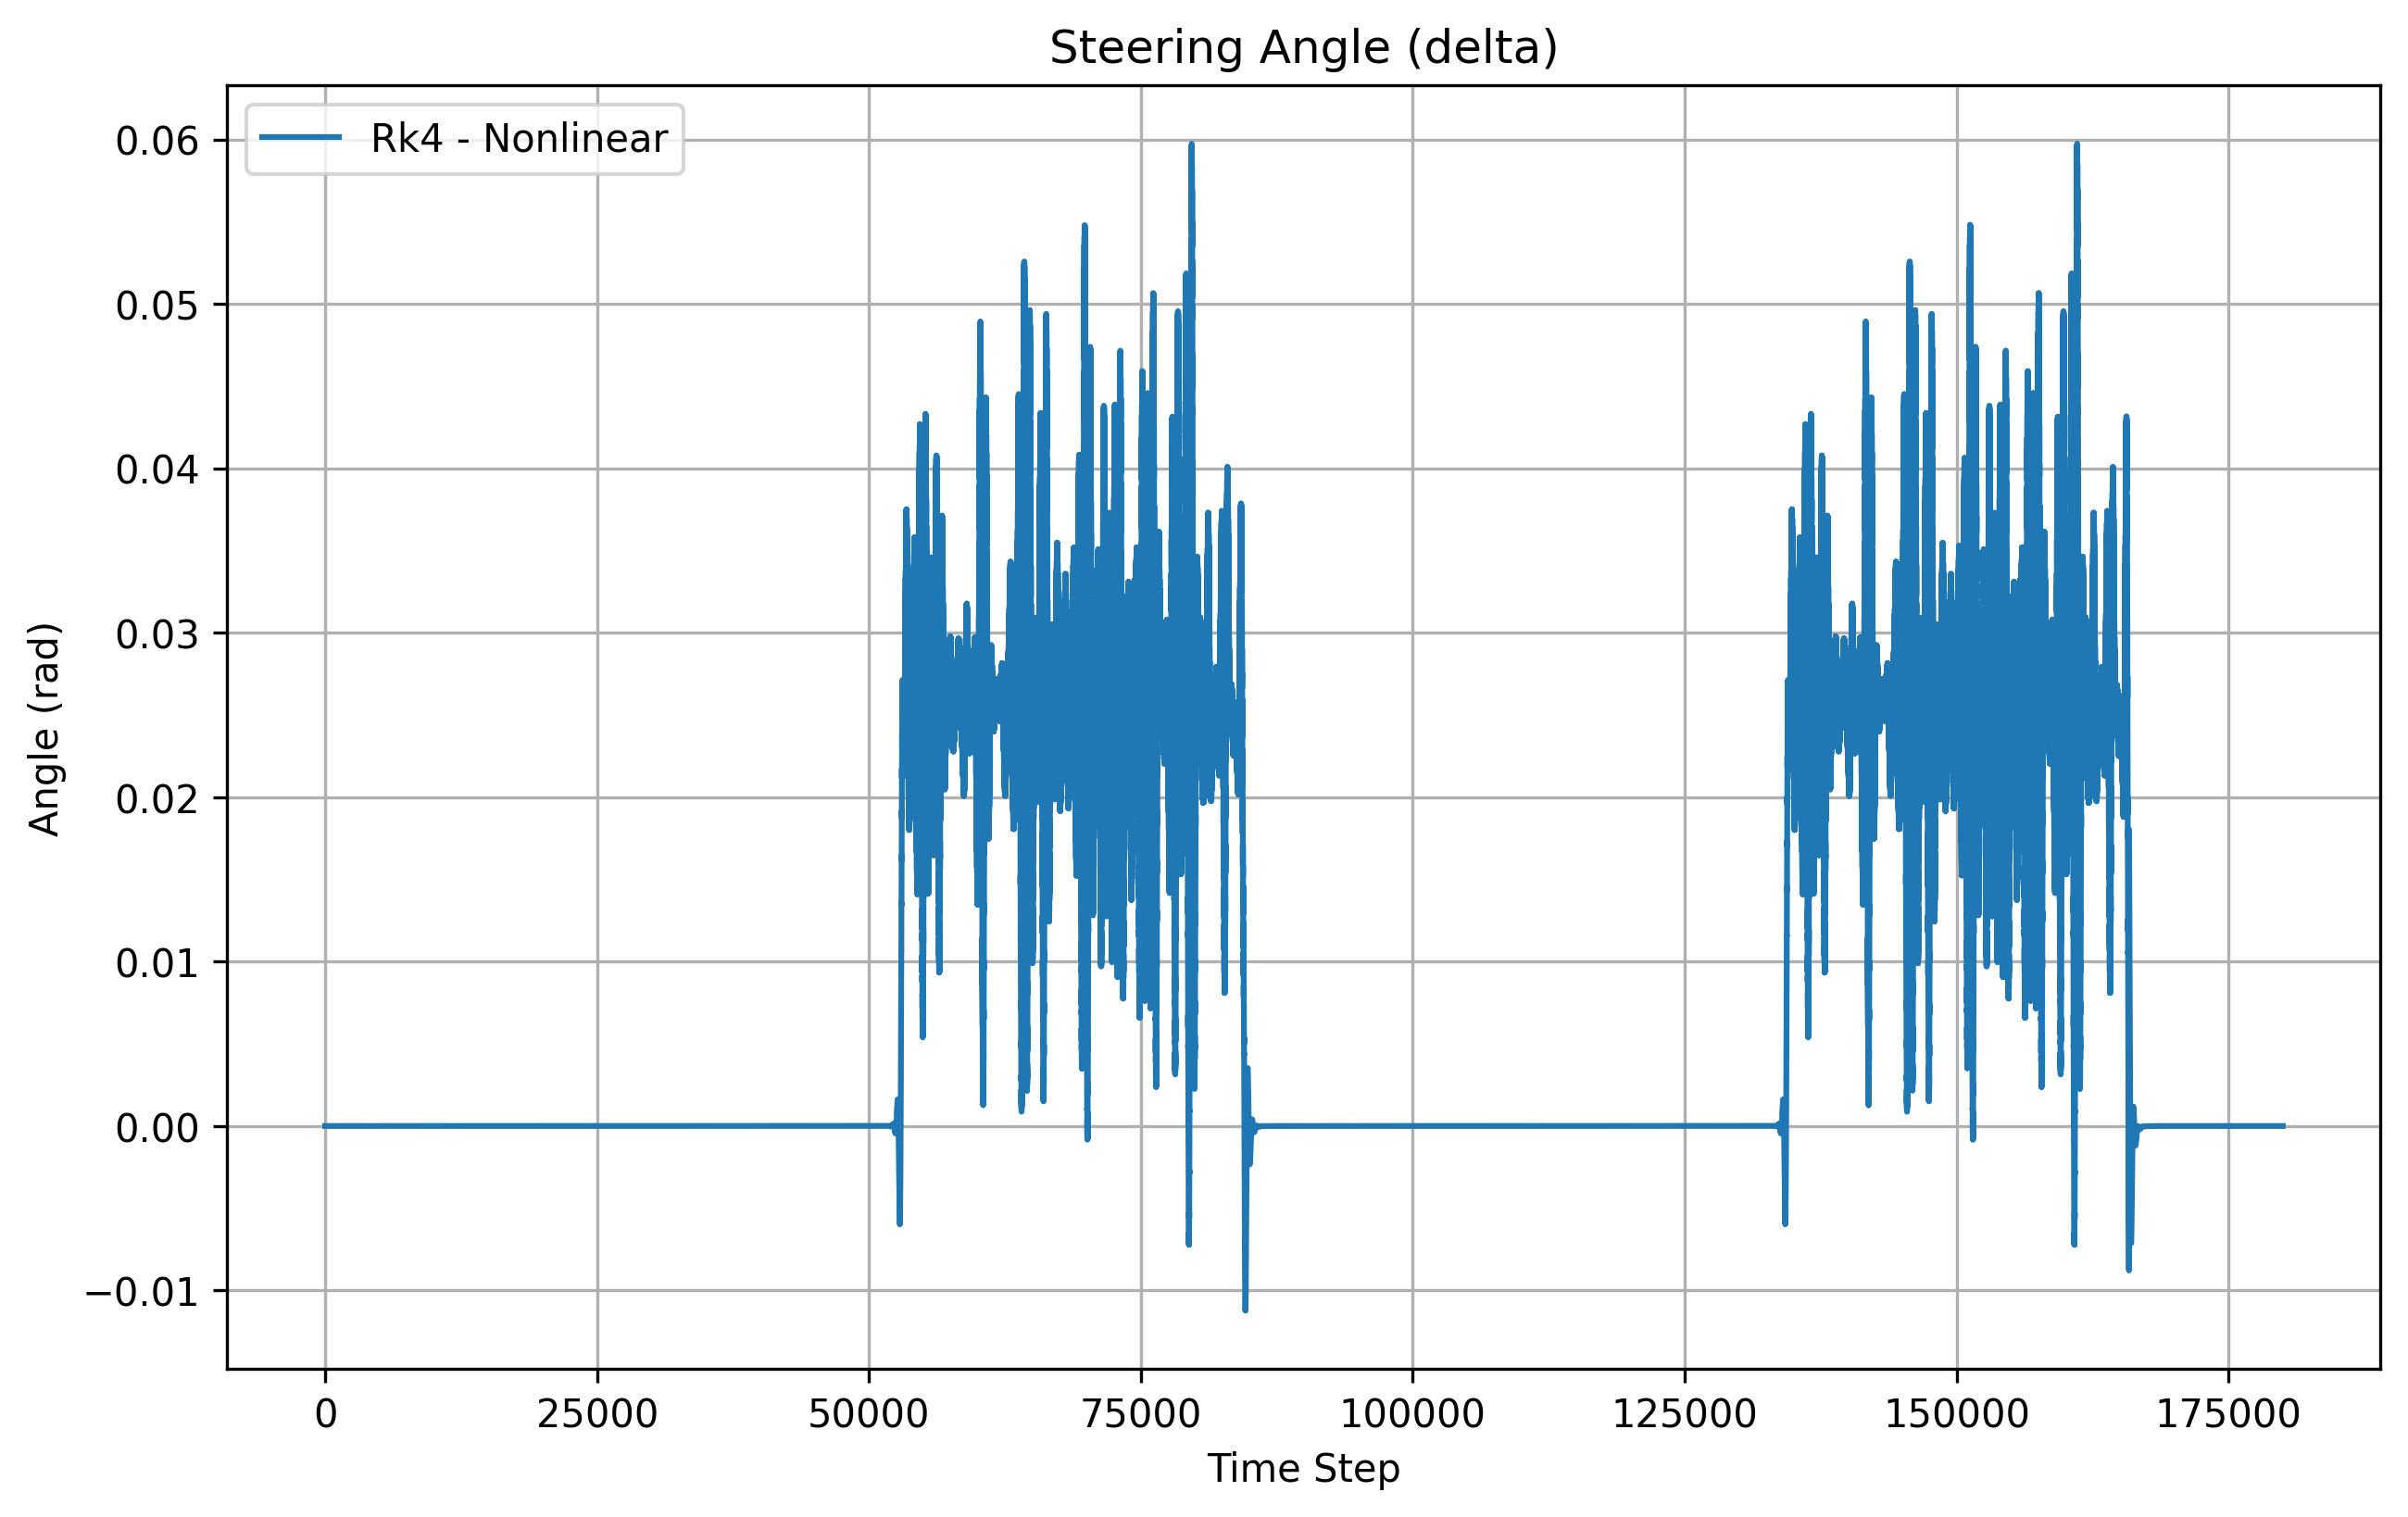 Steering Angle (delta)
Rk4 - Nonlinear
0.06
0.05
0.04
0.03
0.02
0.01
0.00
−0.01
Angle (rad)
0 25000 50000 75000 100000 125000 150000 175000
Time Step